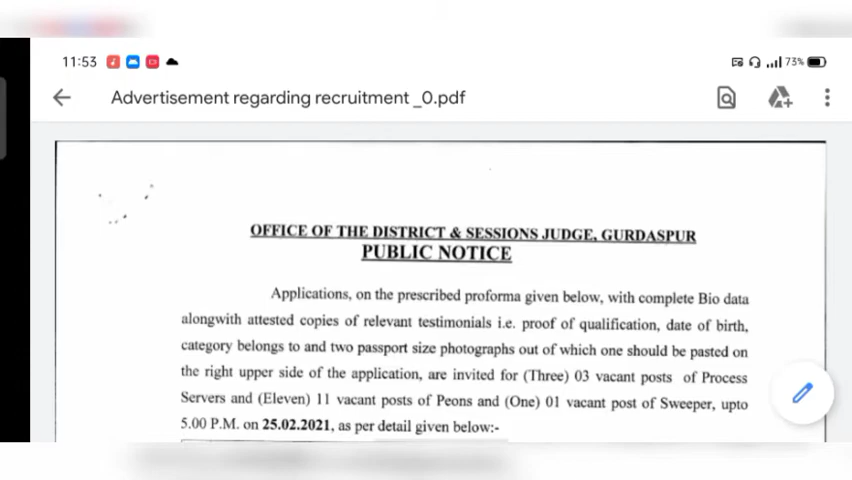 11:53
73%
Advertisement regarding recruitment _0.pdf
OFFICE OF THE DISTRICT & SESSIONS JUDGE, GURDASPUR
PUBLIC NOTICE
Applications, on the prescribed proforma given below, with complete Bio data
alongwith attested copies of relevant testimonials i.e. proof of qualification, date of birth,
category belongs to and two passport size photographs out of which one should be pasted on
the right upper side of the application, are invited for (Three) 03 vacant posts of Process
Servers and (Eleven) 11 vacant posts of Peons and (One) 01 vacant post of Sweeper, upto
5.00 P.M. on 25.02.2021, as per detail given below:-